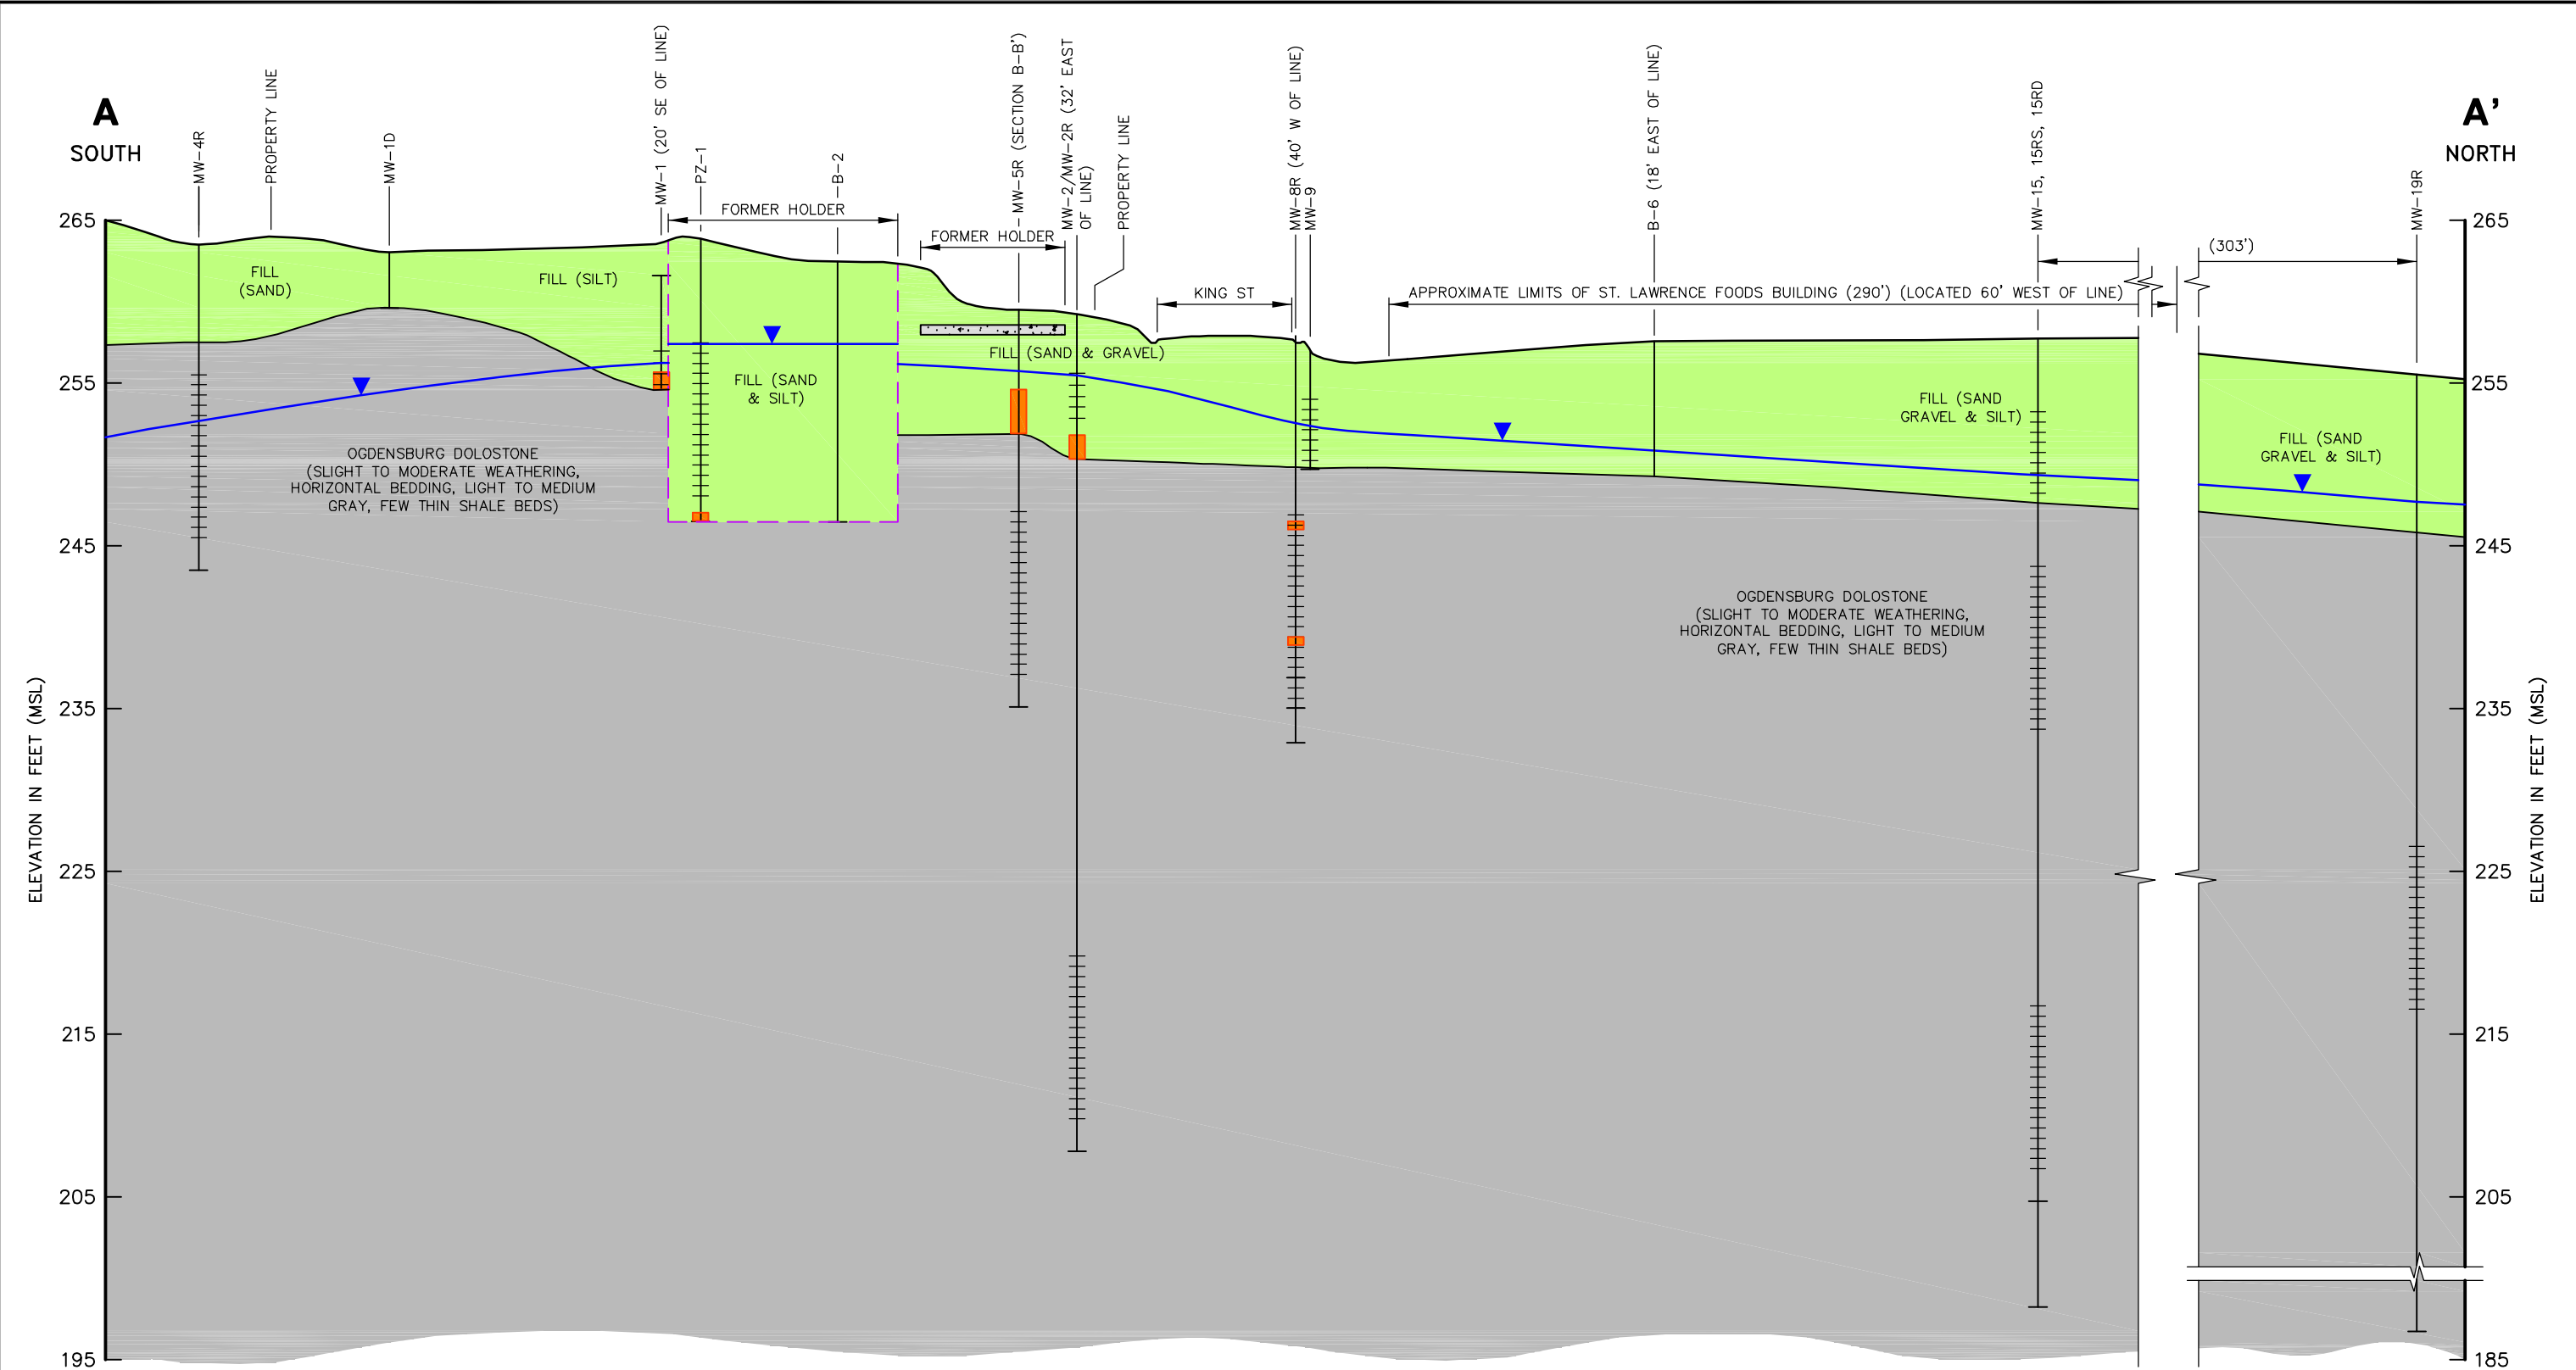 A
SOUTH
MW-4R
PROPERTY LINE
MW-1D
MW-1 (20' SE OF LINE)
PZ-1
B-2
MW-5R (SECTION B-B')
MW-2/MW-2R (32' EAST
OF LINE)
PROPERTY LINE
MW-8R (40' W OF LINE)
MW-9
B-6 (18' EAST OF LINE)
MW-15, 15RS, 15RD
MW-19R
A'
NORTH
FORMER HOLDER
FORMER HOLDER
KING ST
APPROXIMATE LIMITS OF ST. LAWRENCE FOODS BUILDING (290') (LOCATED 60' WEST OF LINE)
(303')
FILL
(SAND)
FILL (SILT)
FILL (SAND
& SILT)
FILL (SAND & GRAVEL)
FILL (SAND
GRAVEL & SILT)
FILL (SAND
GRAVEL & SILT)
OGDENSBURG DOLOSTONE
(SLIGHT TO MODERATE WEATHERING,
HORIZONTAL BEDDING, LIGHT TO MEDIUM
GRAY, FEW THIN SHALE BEDS)
OGDENSBURG DOLOSTONE
(SLIGHT TO MODERATE WEATHERING,
HORIZONTAL BEDDING, LIGHT TO MEDIUM
GRAY, FEW THIN SHALE BEDS)
ELEVATION IN FEET (MSL)
265
255
245
235
225
215
205
195
265
255
245
235
225
215
205
185
ELEVATION IN FEET (MSL)